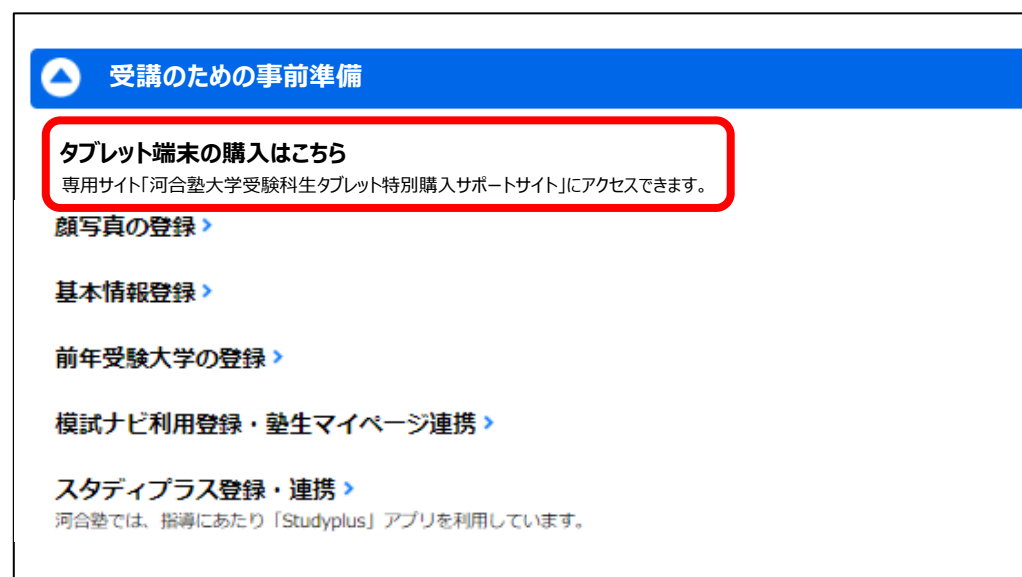 受講のための事前準備
タブレット端末の購入はこちら
専用サイト「河合塾大学受験科生タブレット特別購入サポートサイト」にアクセスできます。
顔写真の登録 >
基本情報登録 >
前年受験大学の登録 >
模試ナビ利用登録・塾生マイページ連携 >
スタディプラス登録・連携 >
河合塾では、指導にあたり「Studyplus」アプリを利用しています。